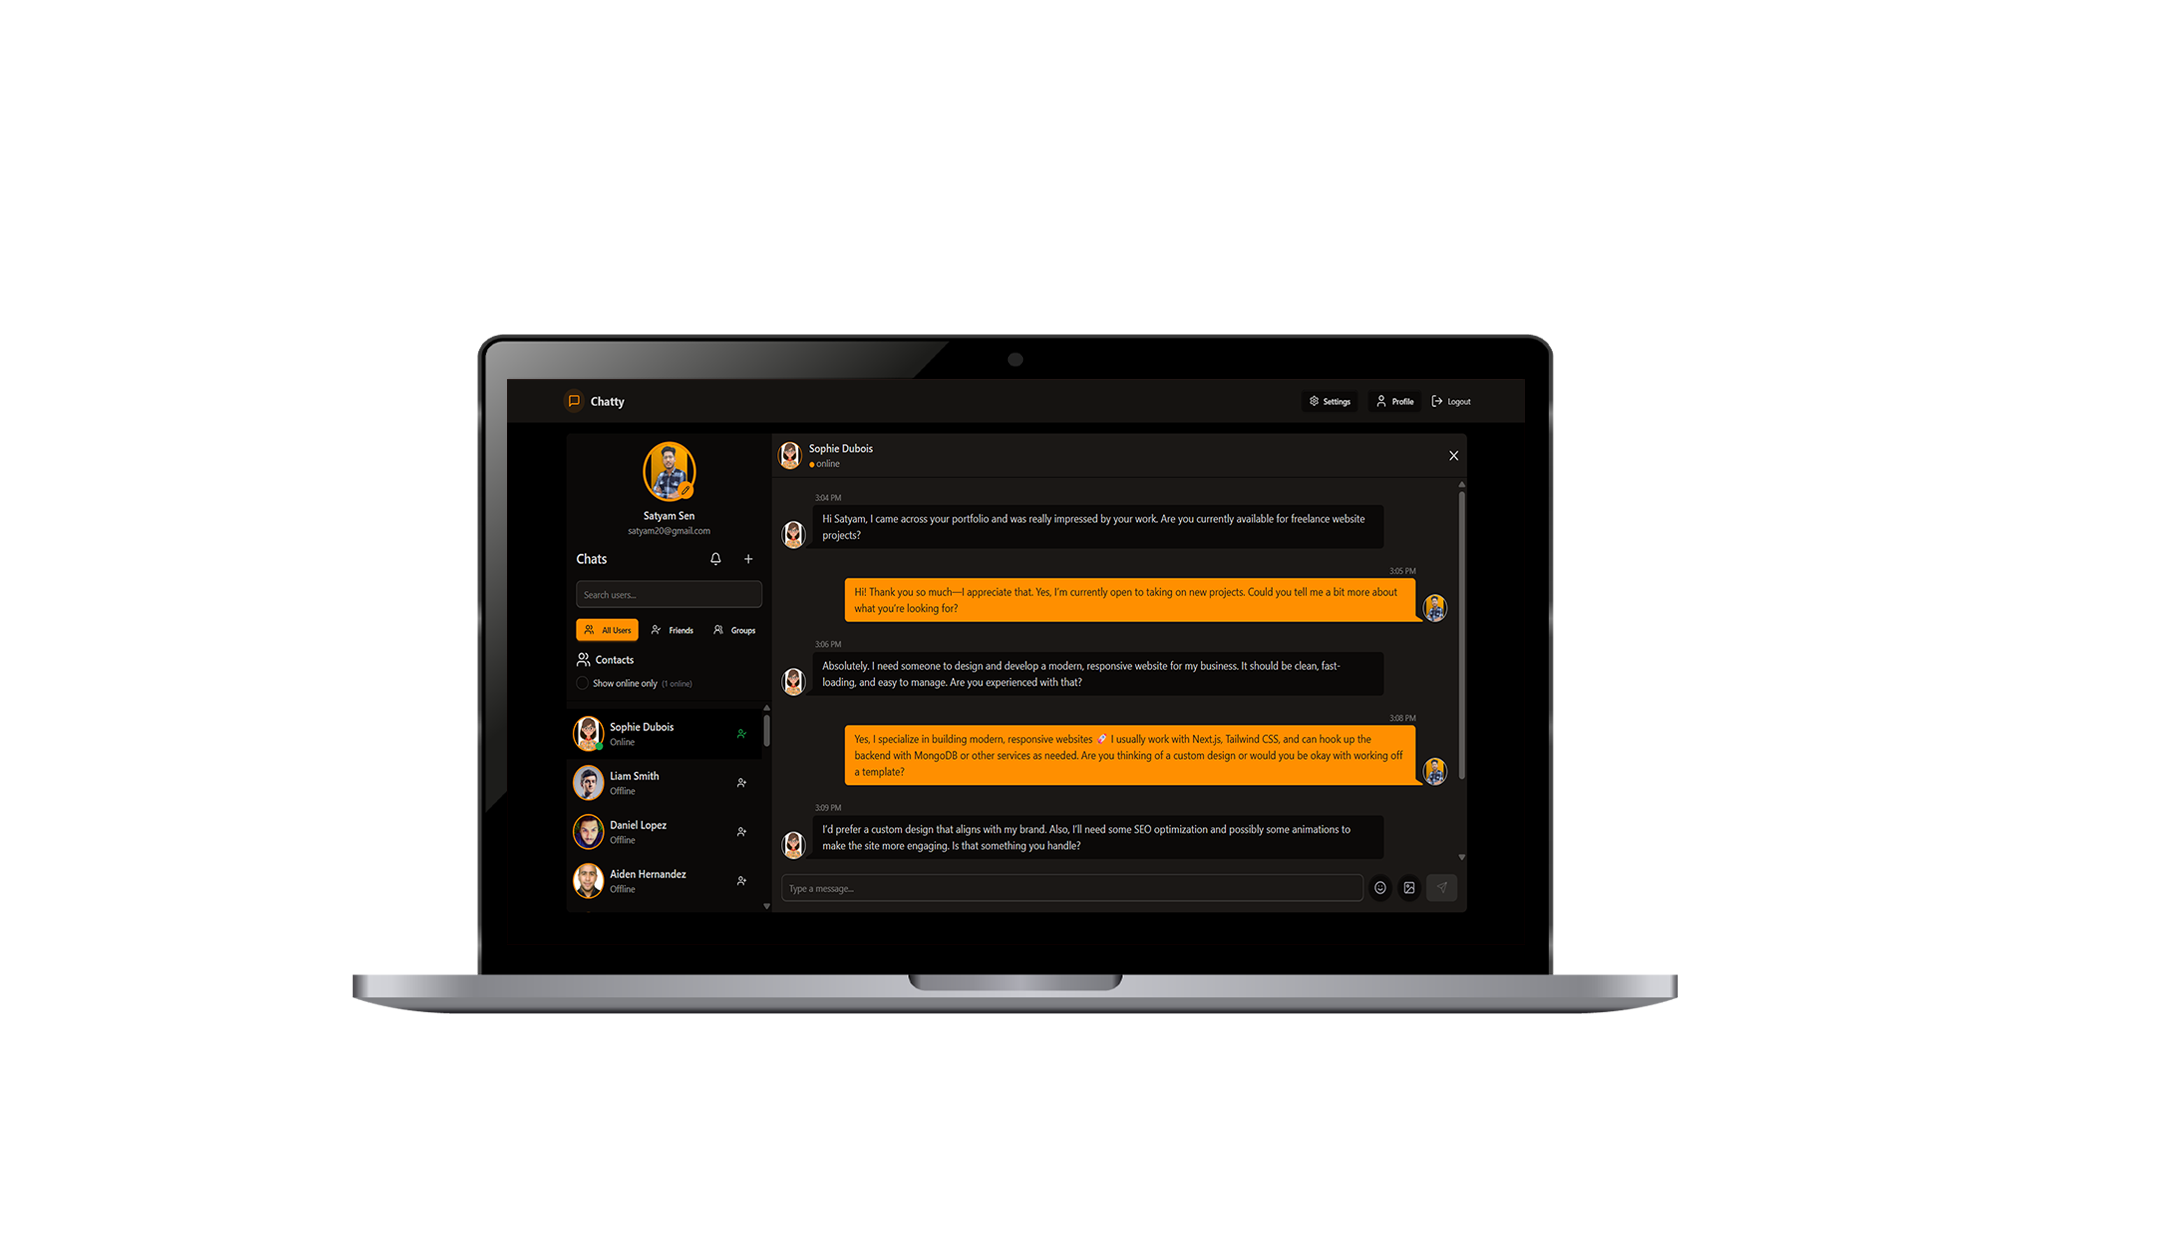 Chatty
Settings
Profile
Logout
Satyam Sen
satyam20@gmail.com
Chats
Search users...
All Users
Friends
Groups
Contacts
Show online only (1 online)
Sophie Dubois
Online
Liam Smith
Offline
Daniel Lopez
Offline
Aiden Hernandez
Offline
Sophie Dubois
online
3:04 PM
Hi Satyam, I came across your portfolio and was really impressed by your work. Are you currently available for freelance website
projects?
3:05 PM
Hi! Thank you so much—I appreciate that. Yes, I'm currently open to taking on new projects. Could you tell me a bit more about
what you're looking for?
3:06 PM
Absolutely. I need someone to design and develop a modern, responsive website for my business. It should be clean, fast-
loading, and easy to manage. Are you experienced with that?
3:08 PM
Yes, I specialize in building modern, responsive websites 🚀 I usually work with Next.js, Tailwind CSS, and can hook up the
backend with MongoDB or other services as needed. Are you thinking of a custom design or would you be okay with working off
a template?
3:09 PM
I'd prefer a custom design that aligns with my brand. Also, I'll need some SEO optimization and possibly some animations to
make the site more engaging. Is that something you handle?
Type a message...